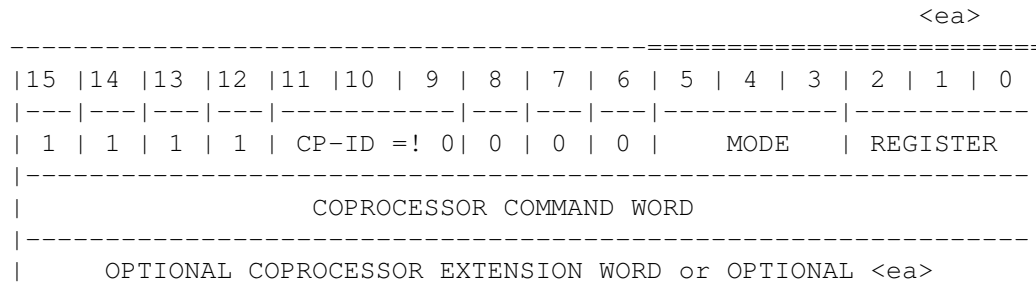 <ea>
----------------------------------------=========================
|15 |14 |13 |12 |11 |10 | 9 | 8 | 7 | 6 | 5 | 4 | 3 | 2 | 1 | 0
|---|---|---|---|-----------|---|---|---|-----------|-----------
| 1 | 1 | 1 | 1 | CP-ID =! 0| 0 | 0 | 0 |    MODE   | REGISTER
|---------------------------------------------------------------
|                  COPROCESSOR COMMAND WORD
|---------------------------------------------------------------
|     OPTIONAL COPROCESSOR EXTENSION WORD or OPTIONAL <ea>